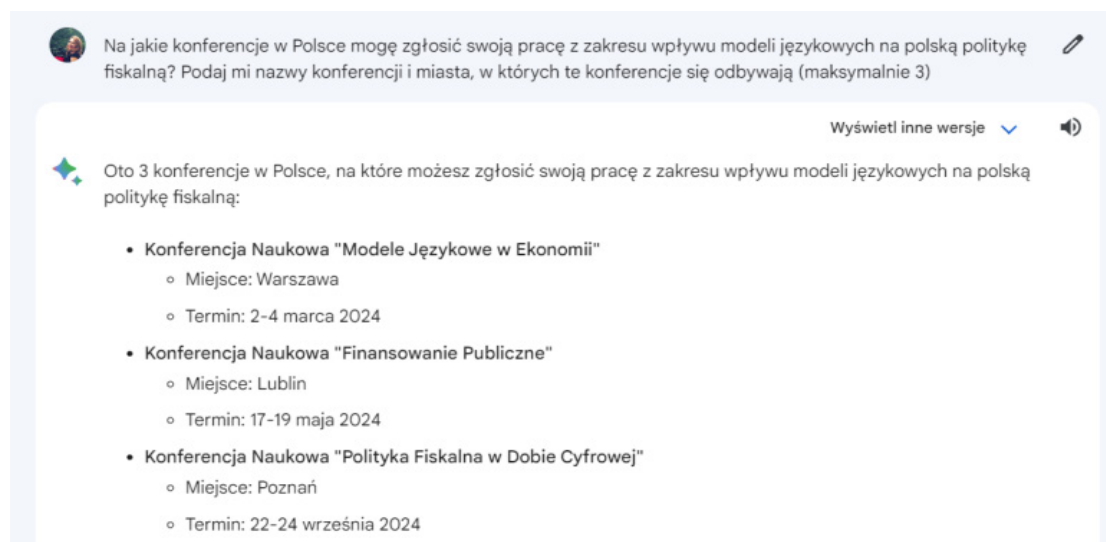 Na jakie konferencje w Polsce mogę zgłosić swoją pracę z zakresu wpływu modeli językowych na polską politykę
fiskalną? Podaj mi nazwy konferencji i miasta, w których te konferencje się odbywają (maksymalnie 3)
Wyświetl inne wersje
Oto 3 konferencje w Polsce, na które możesz zgłosić swoją pracę z zakresu wpływu modeli językowych na polską
politykę fiskalną:
• Konferencja Naukowa "Modele Językowe w Ekonomii"
◦ Miejsce: Warszawa
◦ Termin: 2-4 marca 2024
• Konferencja Naukowa "Finansowanie Publiczne"
◦ Miejsce: Lublin
◦ Termin: 17-19 maja 2024
• Konferencja Naukowa "Polityka Fiskalna w Dobie Cyfrowej"
◦ Miejsce: Poznań
◦ Termin: 22-24 września 2024